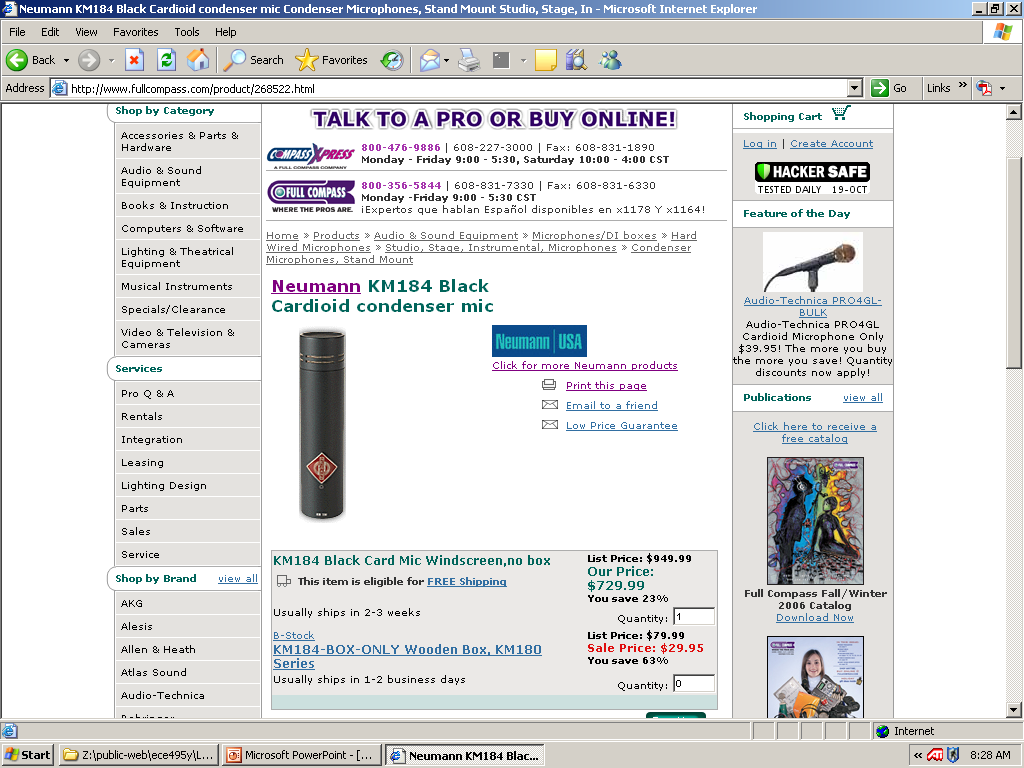 Neumann KM184 Black Cardioid condenser mic Condenser Microphones, Stand Mount Studio, Stage, In - Microsoft Internet Explorer
File Edit View Favorites Tools Help
Back Search Favorites
Address http://www.fullcompass.com/product/268522.html Go Links »
Shop by Category
Accessories & Parts &
Hardware
Audio & Sound
Equipment
Books & Instruction
Computers & Software
Lighting & Theatrical
Equipment
Musical Instruments
Specials/Clearance
Video & Television &
Cameras
Services
Pro Q & A
Rentals
Integration
Leasing
Lighting Design
Parts
Sales
Service
Shop by Brand view all
AKG
Alesis
Allen & Heath
Atlas Sound
Audio-Technica
Behringer
TALK TO A PRO OR BUY ONLINE!
COMPASS XPRESS
A FULL COMPASS COMPANY
800-476-9886 | 608-227-3000 | Fax: 608-831-1890
Monday - Friday 9:00 - 5:30, Saturday 10:00 - 4:00 CST
FULL COMPASS
WHERE THE PROS ARE.
800-356-5844 | 608-831-7330 | Fax: 608-831-6330
Monday -Friday 9:00 - 5:30 CST
¡Expertos que hablan Español disponibles en x1178 Y x1164!
Home » Products » Audio & Sound Equipment » Microphones/DI boxes » Hard
Wired Microphones » Studio, Stage, Instrumental, Microphones » Condenser
Microphones, Stand Mount
Neumann KM184 Black
Cardioid condenser mic
Neumann | USA
Click for more Neumann products
Print this page
Email to a friend
Low Price Guarantee
KM184 Black Card Mic Windscreen,no box
This item is eligible for FREE Shipping
Usually ships in 2-3 weeks
List Price: $949.99
Our Price:
$729.99
You save 23%
Quantity: 1
B-Stock
KM184-BOX-ONLY Wooden Box, KM180
Series
Usually ships in 1-2 business days
List Price: $79.99
Sale Price: $29.95
You save 63%
Quantity: 0
Shopping Cart
Log in | Create Account
HACKER SAFE
TESTED DAILY 19-OCT
Feature of the Day
Audio-Technica PRO4GL-
BULK
Audio-Technica PRO4GL
Cardioid Microphone Only
$39.95! The more you buy
the more you save! Quantity
discounts now apply!
Publications view all
Click here to receive a
free catalog
Full Compass Fall/Winter
2006 Catalog
Download Now
Internet
Start Z:\public-web\ece495y\L... Microsoft PowerPoint - [... Neumann KM184 Blac... « 8:28 AM